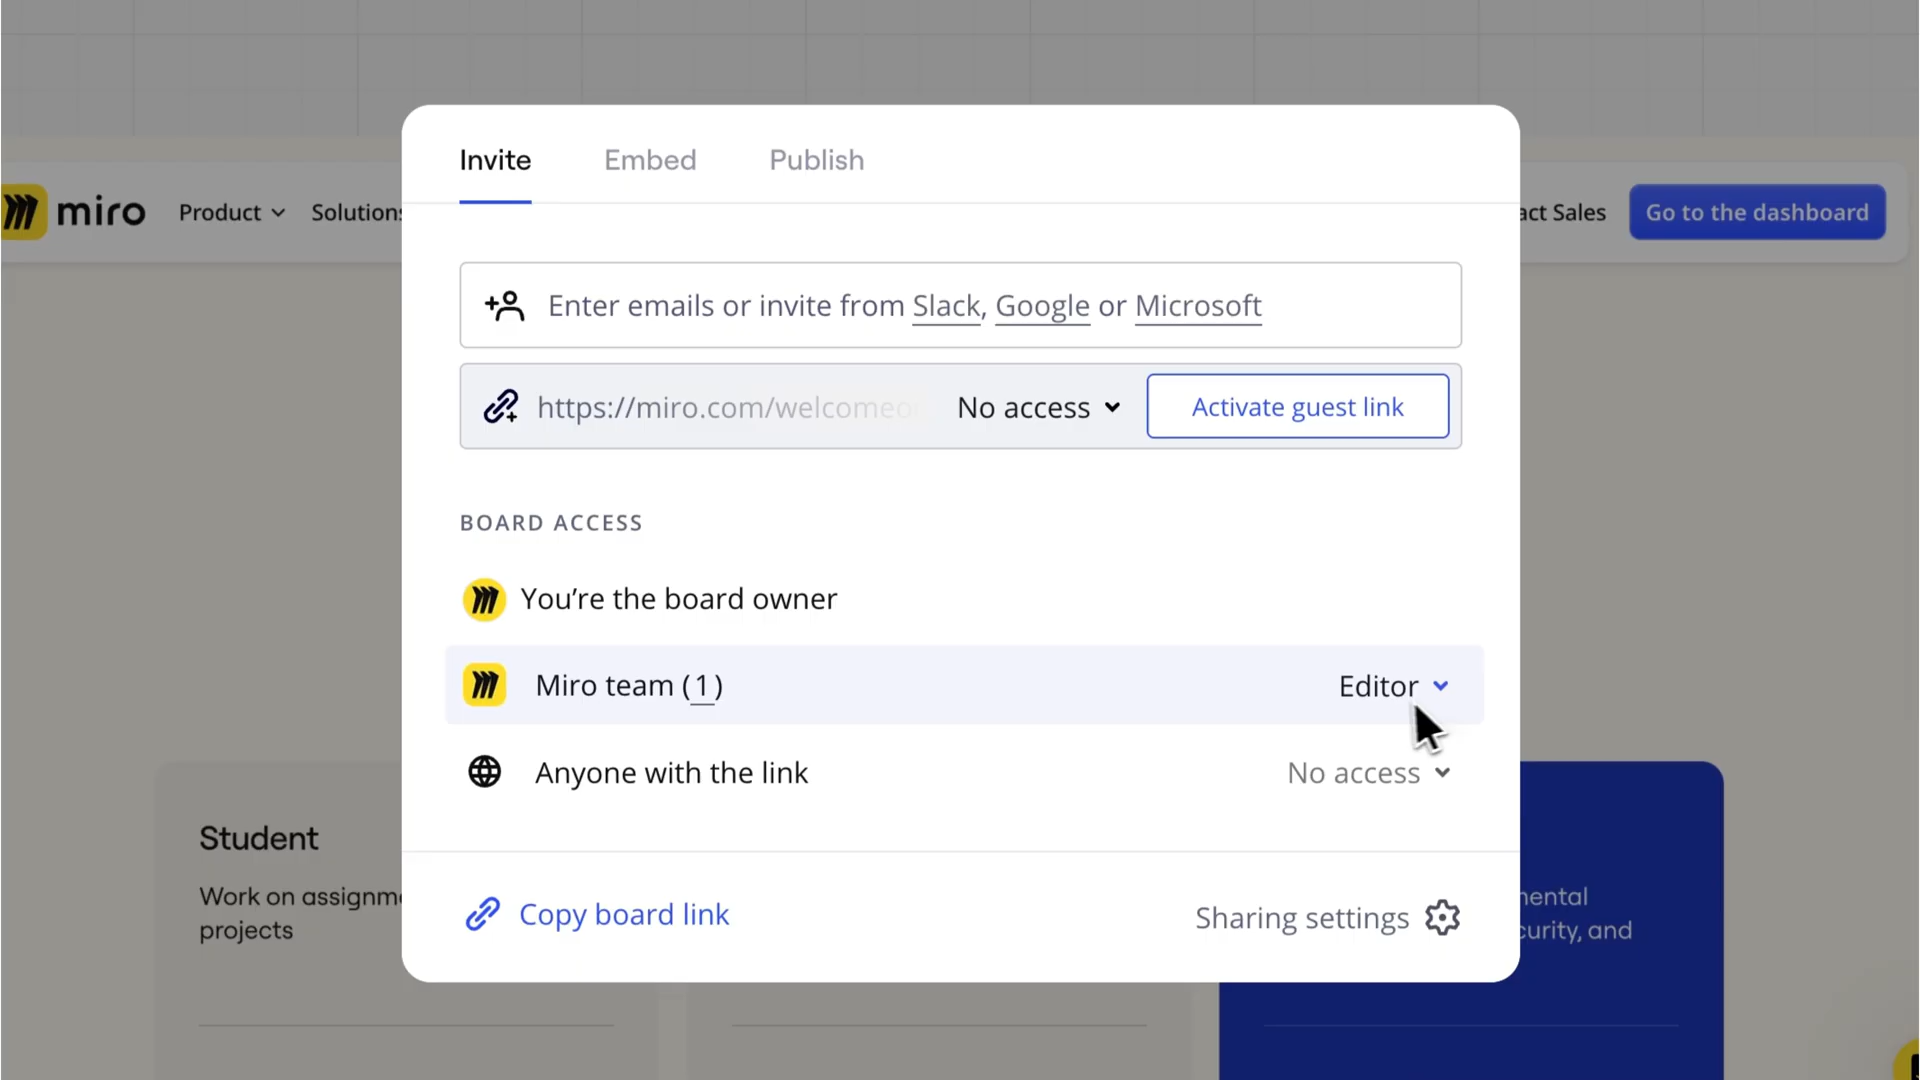 Invite Embed Publish
miro Product Solutions
act Sales Go to the dashboard
Enter emails or invite from Slack, Google or Microsoft
https://miro.com/welcomeo No access Activate guest link
BOARD ACCESS
You're the board owner
Miro team (1) Editor
Anyone with the link No access
Student
Work on assignme
projects
mental
curity, and
Copy board link Sharing settings